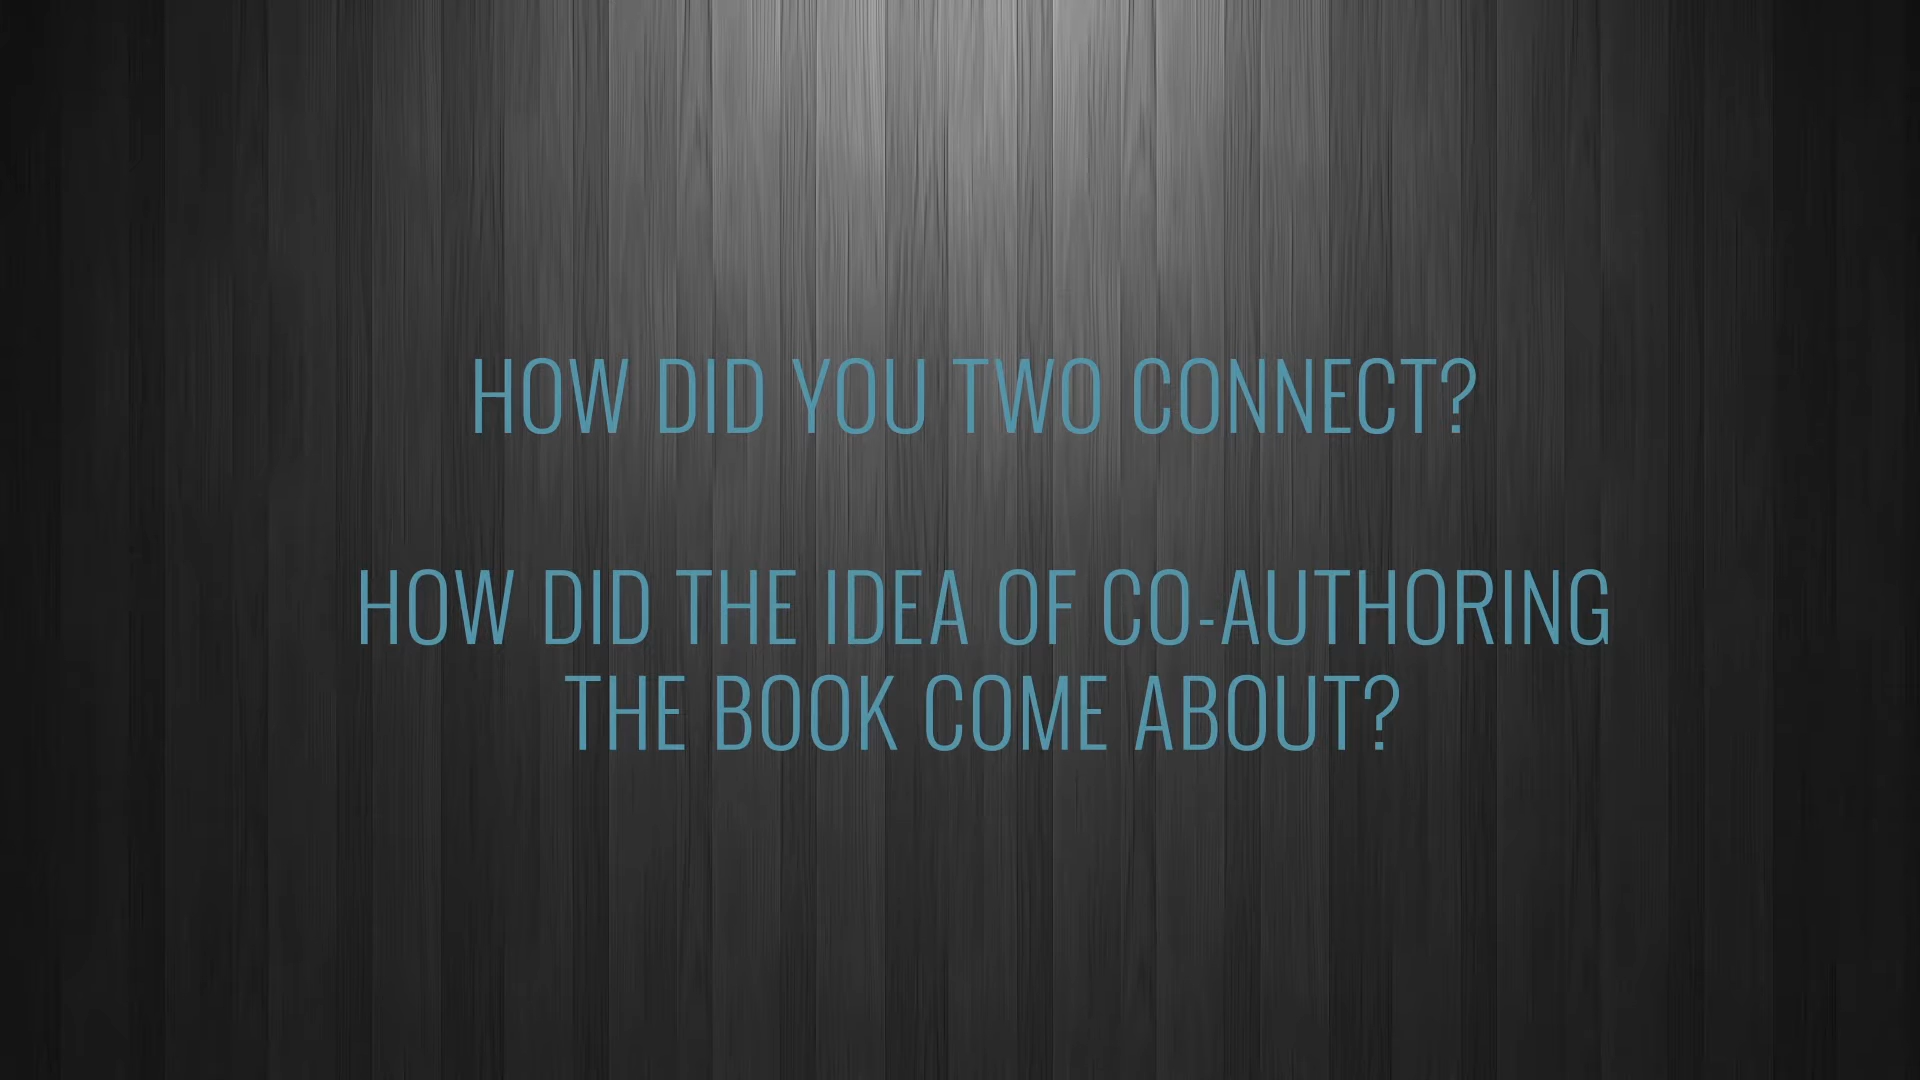 HOW DID YOU TWO CONNECT?
HOW DID THE IDEA OF CO-AUTHORING
THE BOOK COME ABOUT?